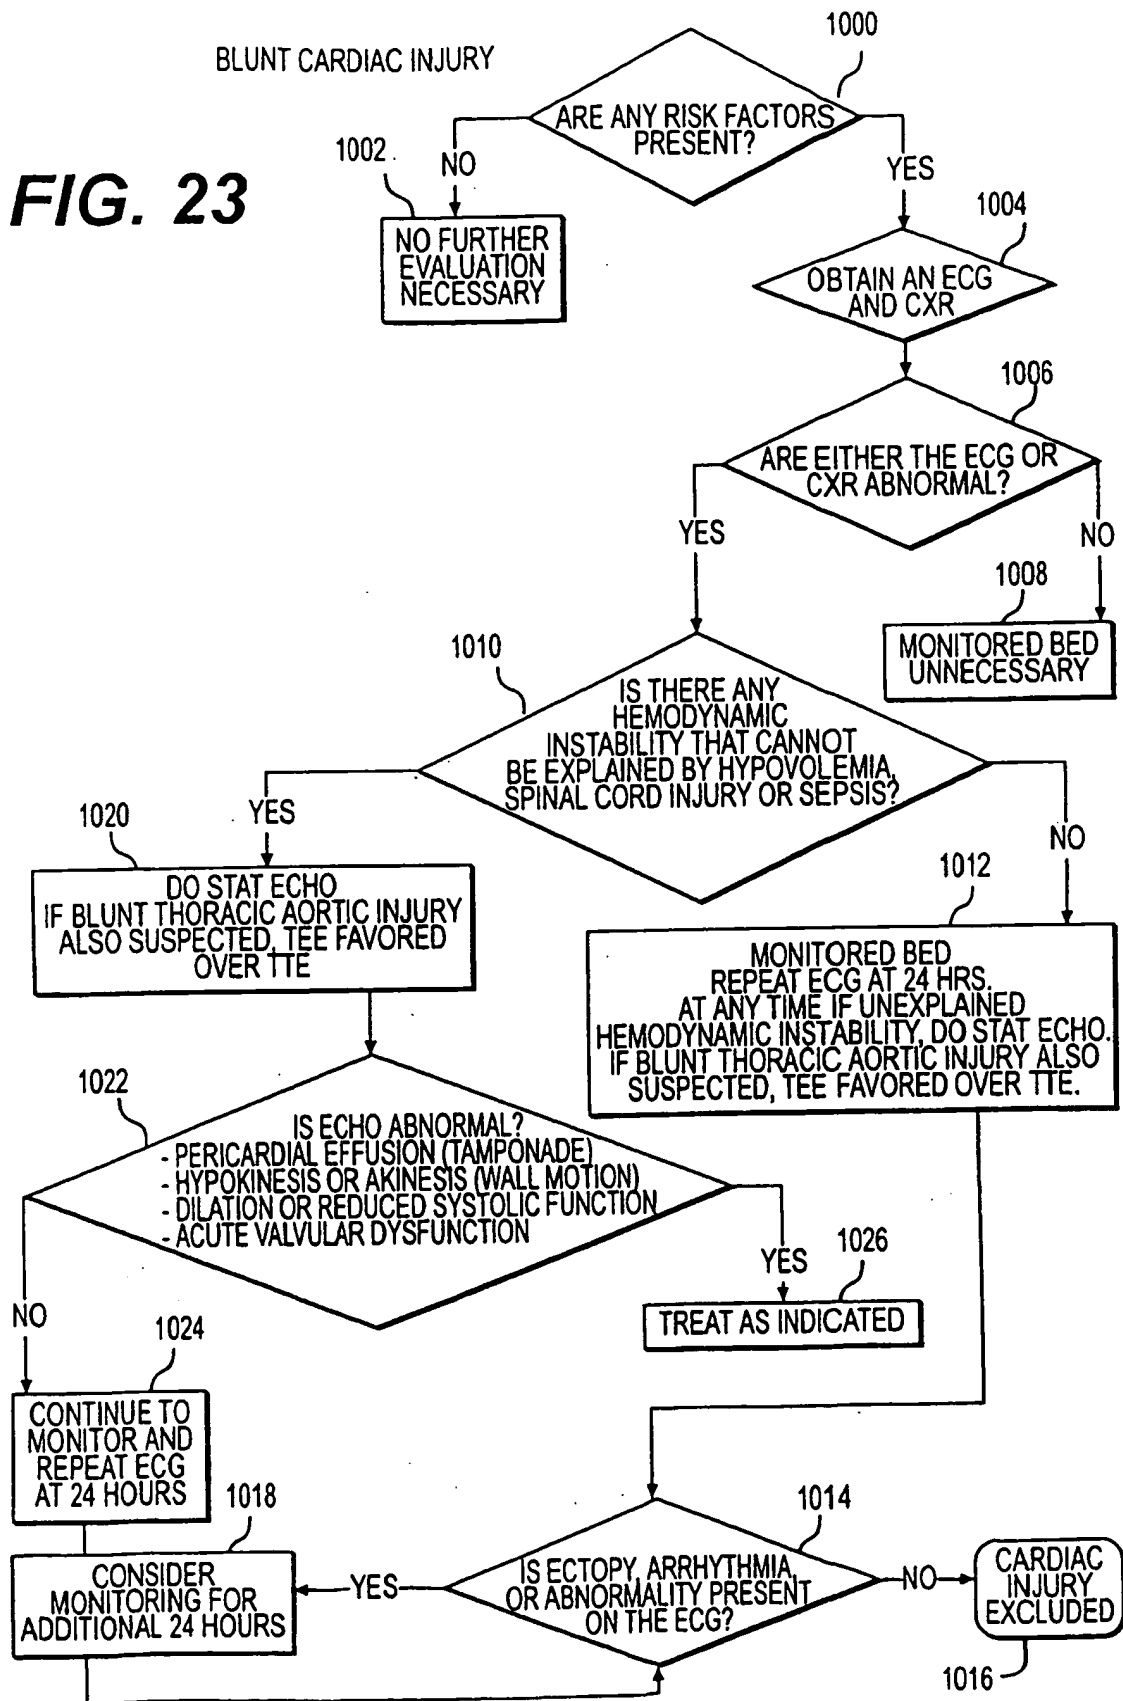 BLUNT CARDIAC INJURY
FIG. 23
1000
ARE ANY RISK FACTORS
PRESENT?
NO
YES
1002
NO FURTHER
EVALUATION
NECESSARY
1004
OBTAIN AN ECG
AND CXR
1006
ARE EITHER THE ECG OR
CXR ABNORMAL?
YES
NO
1008
MONITORED BED
UNNECESSARY
1010
IS THERE ANY
HEMODYNAMIC
INSTABILITY THAT CANNOT
BE EXPLAINED BY HYPOVOLEMIA,
SPINAL CORD INJURY OR SEPSIS?
YES
NO
1020
DO STAT ECHO
IF BLUNT THORACIC AORTIC INJURY
ALSO SUSPECTED, TEE FAVORED
OVER TTE
1012
MONITORED BED
REPEAT ECG AT 24 HRS.
AT ANY TIME IF UNEXPLAINED
HEMODYNAMIC INSTABILITY, DO STAT ECHO.
IF BLUNT THORACIC AORTIC INJURY ALSO
SUSPECTED, TEE FAVORED OVER TTE.
1022
IS ECHO ABNORMAL?
- PERICARDIAL EFFUSION (TAMPONADE)
- HYPOKINESIS OR AKINESIS (WALL MOTION)
- DILATION OR REDUCED SYSTOLIC FUNCTION
- ACUTE VALVULAR DYSFUNCTION
NO
YES
1026
TREAT AS INDICATED
1024
CONTINUE TO
MONITOR AND
REPEAT ECG
AT 24 HOURS
1018
CONSIDER
MONITORING FOR
ADDITIONAL 24 HOURS
YES
1014
IS ECTOPY, ARRHYTHMIA,
OR ABNORMALITY PRESENT
ON THE ECG?
NO
CARDIAC
INJURY
EXCLUDED
1016